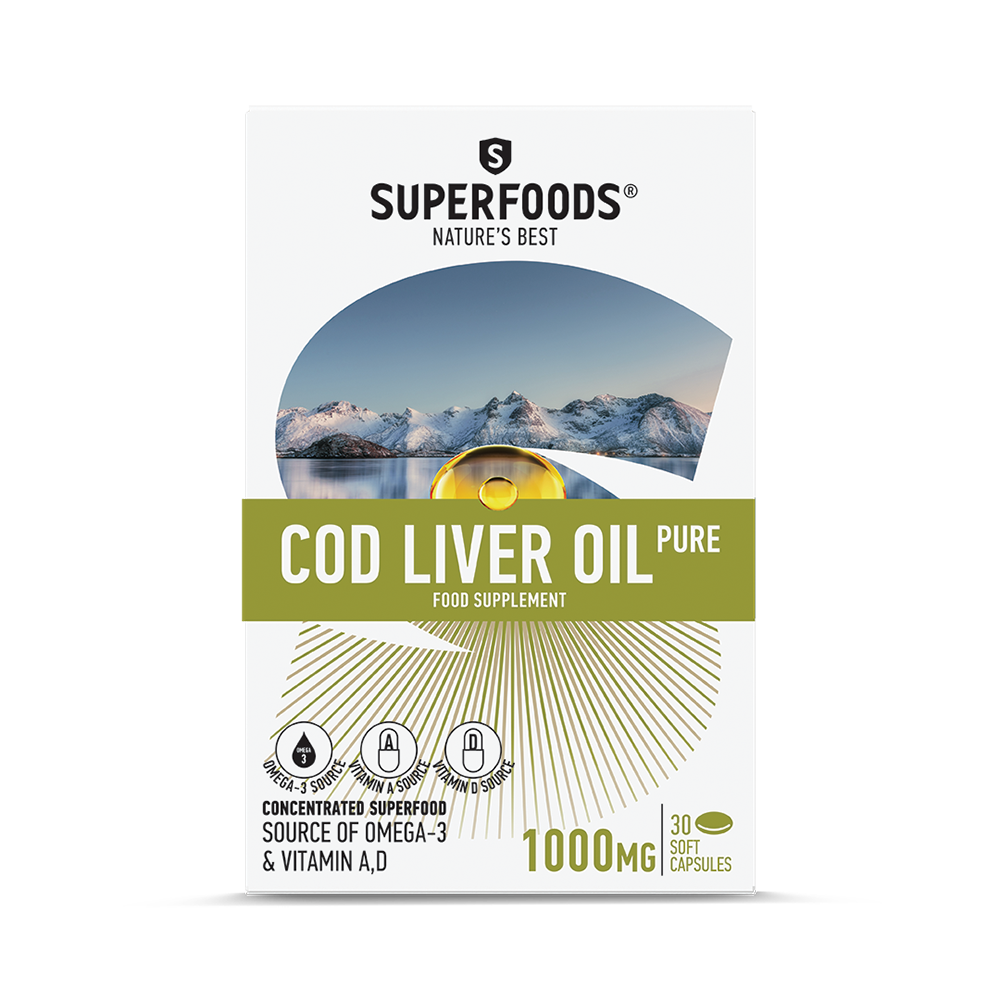 S
SUPERFOODS®
NATURE'S BEST
COD LIVER OIL PURE
FOOD SUPPLEMENT
OMEGA
3
OMEGA-3 SOURCE
A
VITAMIN A SOURCE
D
VITAMIN D SOURCE
CONCENTRATED SUPERFOOD
SOURCE OF OMEGA-3
& VITAMIN A,D
1000MG
30
SOFT
CAPSULES